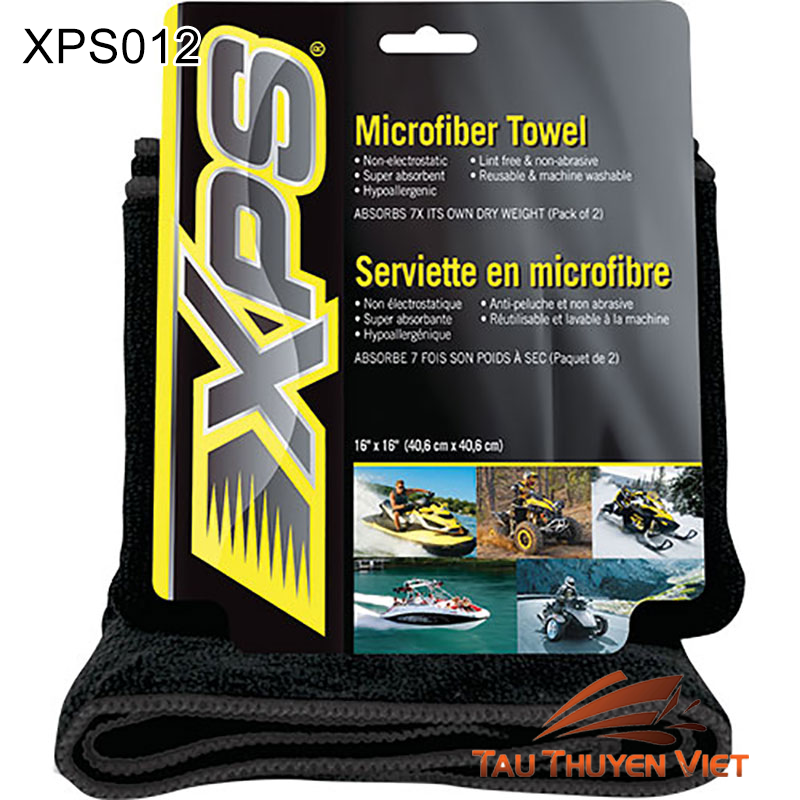 XPS012
XPS®
Microfiber Towel
• Non-electrostatic • Lint free & non-abrasive
• Super absorbent • Reusable & machine washable
• Hypoallergenic
ABSORBS 7X ITS OWN DRY WEIGHT (Pack of 2)
Serviette en microfibre
• Non électrostatique • Anti-peluche et non abrasive
• Super absorbante • Réutilisable et lavable à la machine
• Hypoallergénique
ABSORBE 7 FOIS SON POIDS À SEC (Paquet de 2)
16" x 16" (40,6 cm x 40,6 cm)
TAU THUYEN VIET